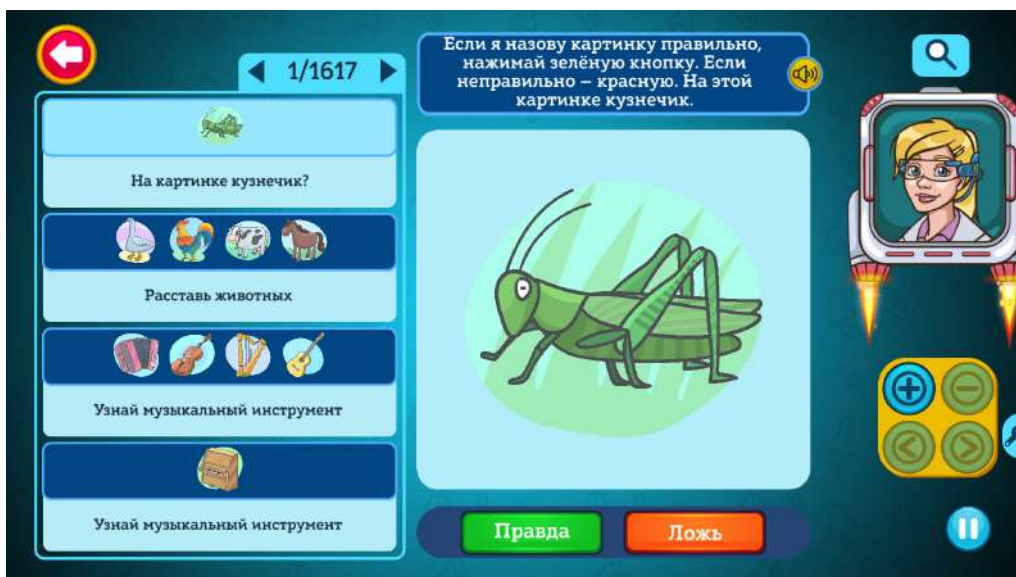 1/1617
На картинке кузнечик?
Расставь животных
Узнай музыкальный инструмент
Узнай музыкальный инструмент
Если я назову картинку правильно,
нажимай зелёную кнопку. Если
неправильно – красную. На этой
картинке кузнечик.
Правда
Ложь